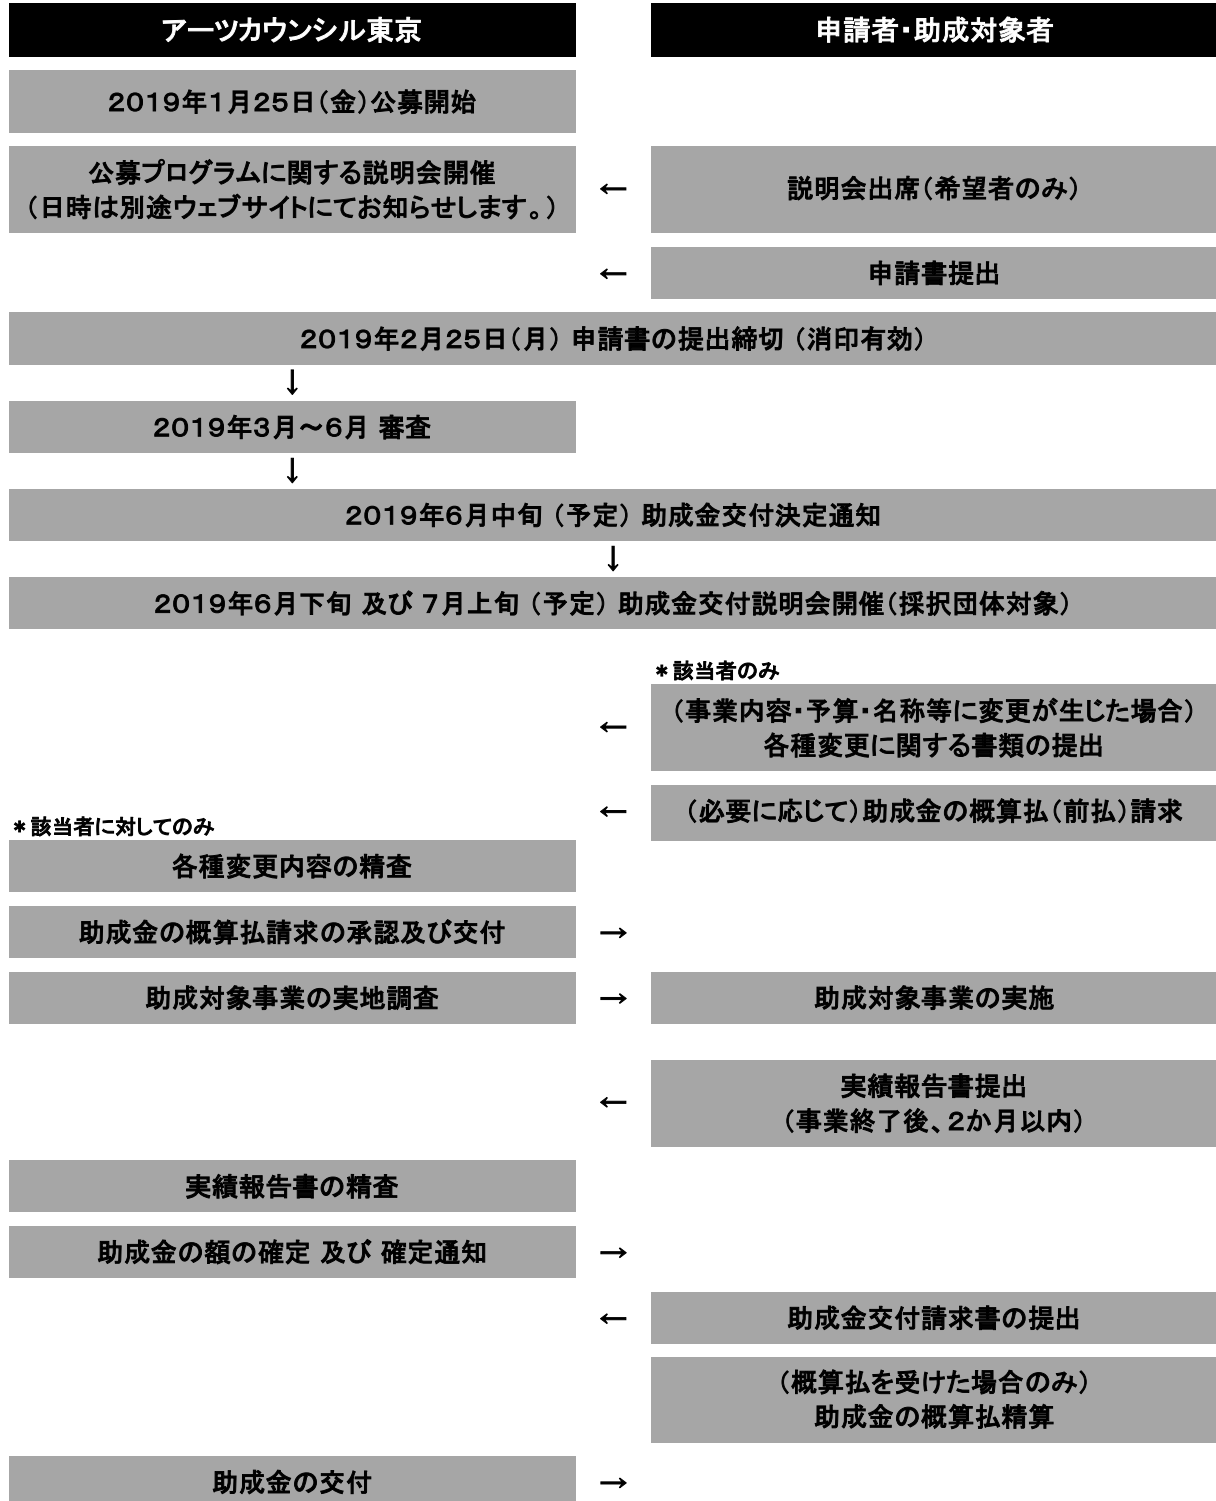 アーツカウンシル東京
申請者・助成対象者
2019年1月25日（金）公募開始
公募プログラムに関する説明会開催
（日時は別途ウェブサイトにてお知らせします。）
←
説明会出席（希望者のみ）
←
申請書提出
2019年2月25日（月） 申請書の提出締切 （消印有効）
↓
2019年3月～6月 審査
↓
2019年6月中旬 （予定） 助成金交付決定通知
↓
2019年6月下旬 及び 7月上旬 （予定） 助成金交付説明会開催（採択団体対象）
＊該当者のみ
←
（事業内容・予算・名称等に変更が生じた場合）
各種変更に関する書類の提出
←
（必要に応じて）助成金の概算払（前払）請求
＊該当者に対してのみ
各種変更内容の精査
助成金の概算払請求の承認及び交付
→
助成対象事業の実地調査
→
助成対象事業の実施
←
実績報告書提出
（事業終了後、2か月以内）
実績報告書の精査
助成金の額の確定 及び 確定通知
→
←
助成金交付請求書の提出
（概算払を受けた場合のみ）
助成金の概算払精算
助成金の交付
→